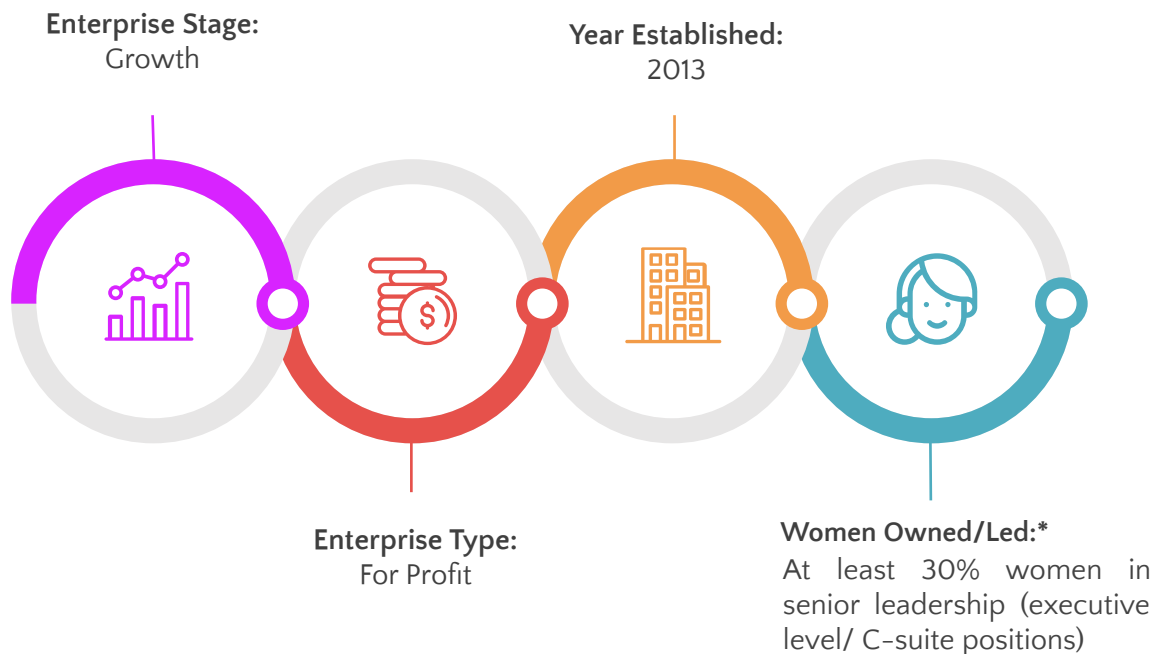 Enterprise Stage:
Growth
Year Established:
2013
$
Enterprise Type:
For Profit
Women Owned/Led:*
At least 30% women in
senior leadership (executive
level/ C-suite positions)